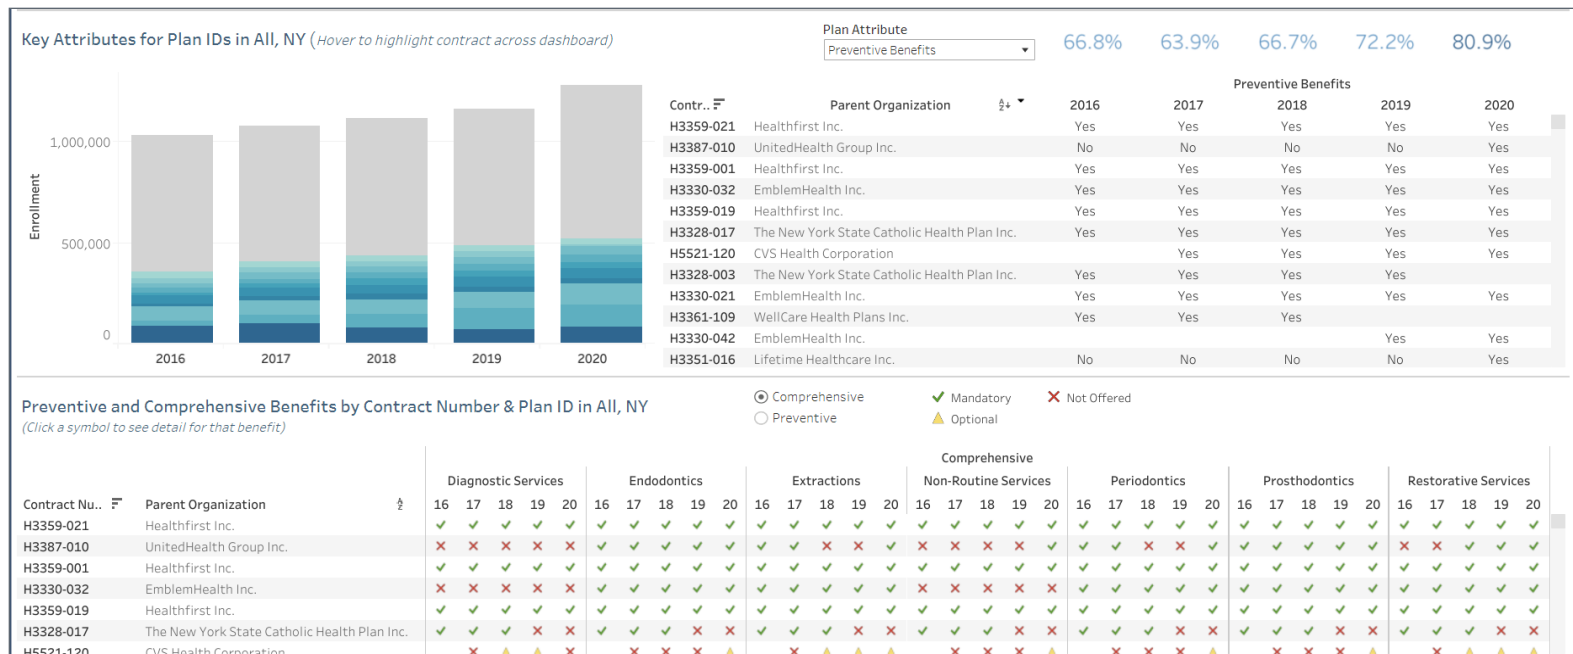 Key Attributes for Plan IDs in All, NY (Hover to highlight contract across dashboard)
Plan Attribute
Preventive Benefits
66.8% 63.9% 66.7% 72.2% 80.9%
1,000,000
500,000
0
Enrollment
2016 2017 2018 2019 2020
Preventive Benefits
Contr.. Parent Organization 2016 2017 2018 2019 2020
H3359-021 Healthfirst Inc. Yes Yes Yes Yes Yes
H3387-010 UnitedHealth Group Inc. No No No No Yes
H3359-001 Healthfirst Inc. Yes Yes Yes Yes Yes
H3330-032 EmblemHealth Inc. Yes Yes Yes Yes Yes
H3359-019 Healthfirst Inc. Yes Yes Yes Yes Yes
H3328-017 The New York State Catholic Health Plan Inc. Yes Yes Yes Yes Yes
H5521-120 CVS Health Corporation Yes Yes Yes Yes
H3328-003 The New York State Catholic Health Plan Inc. Yes Yes Yes Yes
H3330-021 EmblemHealth Inc. Yes Yes Yes Yes Yes
H3361-109 WellCare Health Plans Inc. Yes Yes Yes
H3330-042 EmblemHealth Inc. Yes Yes
H3351-016 Lifetime Healthcare Inc. No No No No Yes
Preventive and Comprehensive Benefits by Contract Number & Plan ID in All, NY
(Click a symbol to see detail for that benefit)
Comprehensive
Preventive
Mandatory
Optional
Not Offered
Comprehensive
Diagnostic Services Endodontics Extractions Non-Routine Services Periodontics Prosthodontics Restorative Services
Contract Nu.. Parent Organization 16 17 18 19 20 16 17 18 19 20 16 17 18 19 20 16 17 18 19 20 16 17 18 19 20 16 17 18 19 20 16 17 18 19 20
H3359-021 Healthfirst Inc.
H3387-010 UnitedHealth Group Inc.
H3359-001 Healthfirst Inc.
H3330-032 EmblemHealth Inc.
H3359-019 Healthfirst Inc.
H3328-017 The New York State Catholic Health Plan Inc.
H5521-120 CVS Health Corporation